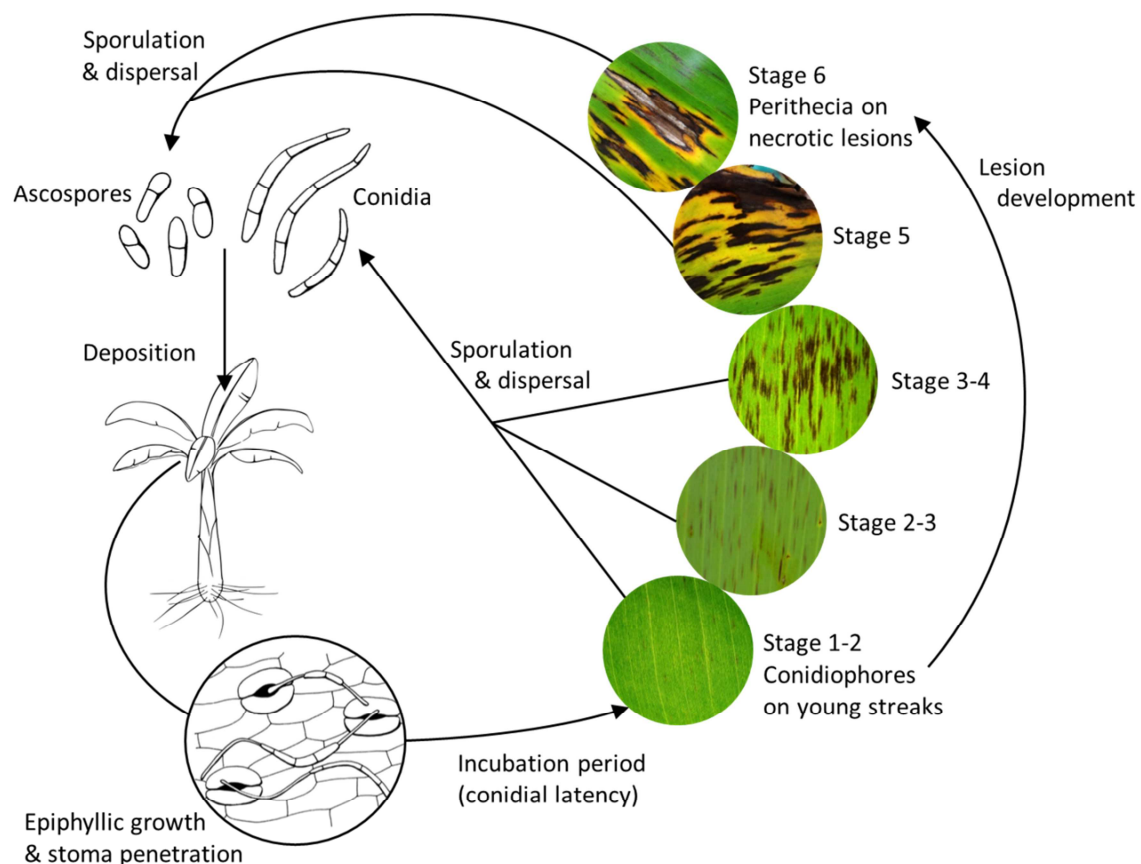 Sporulation
& dispersal
Stage 6
Perithecia on
necrotic lesions
Lesion
development
Ascospores
Conidia
Stage 5
Deposition
Sporulation
& dispersal
Stage 3-4
Stage 2-3
Stage 1-2
Conidiophores
on young streaks
Incubation period
(conidial latency)
Epiphyllic growth
& stoma penetration